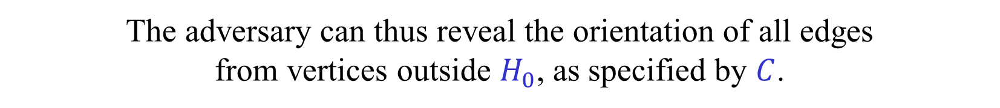 The adversary can thus reveal the orientation of all edges
from vertices outside H₀, as specified by C.